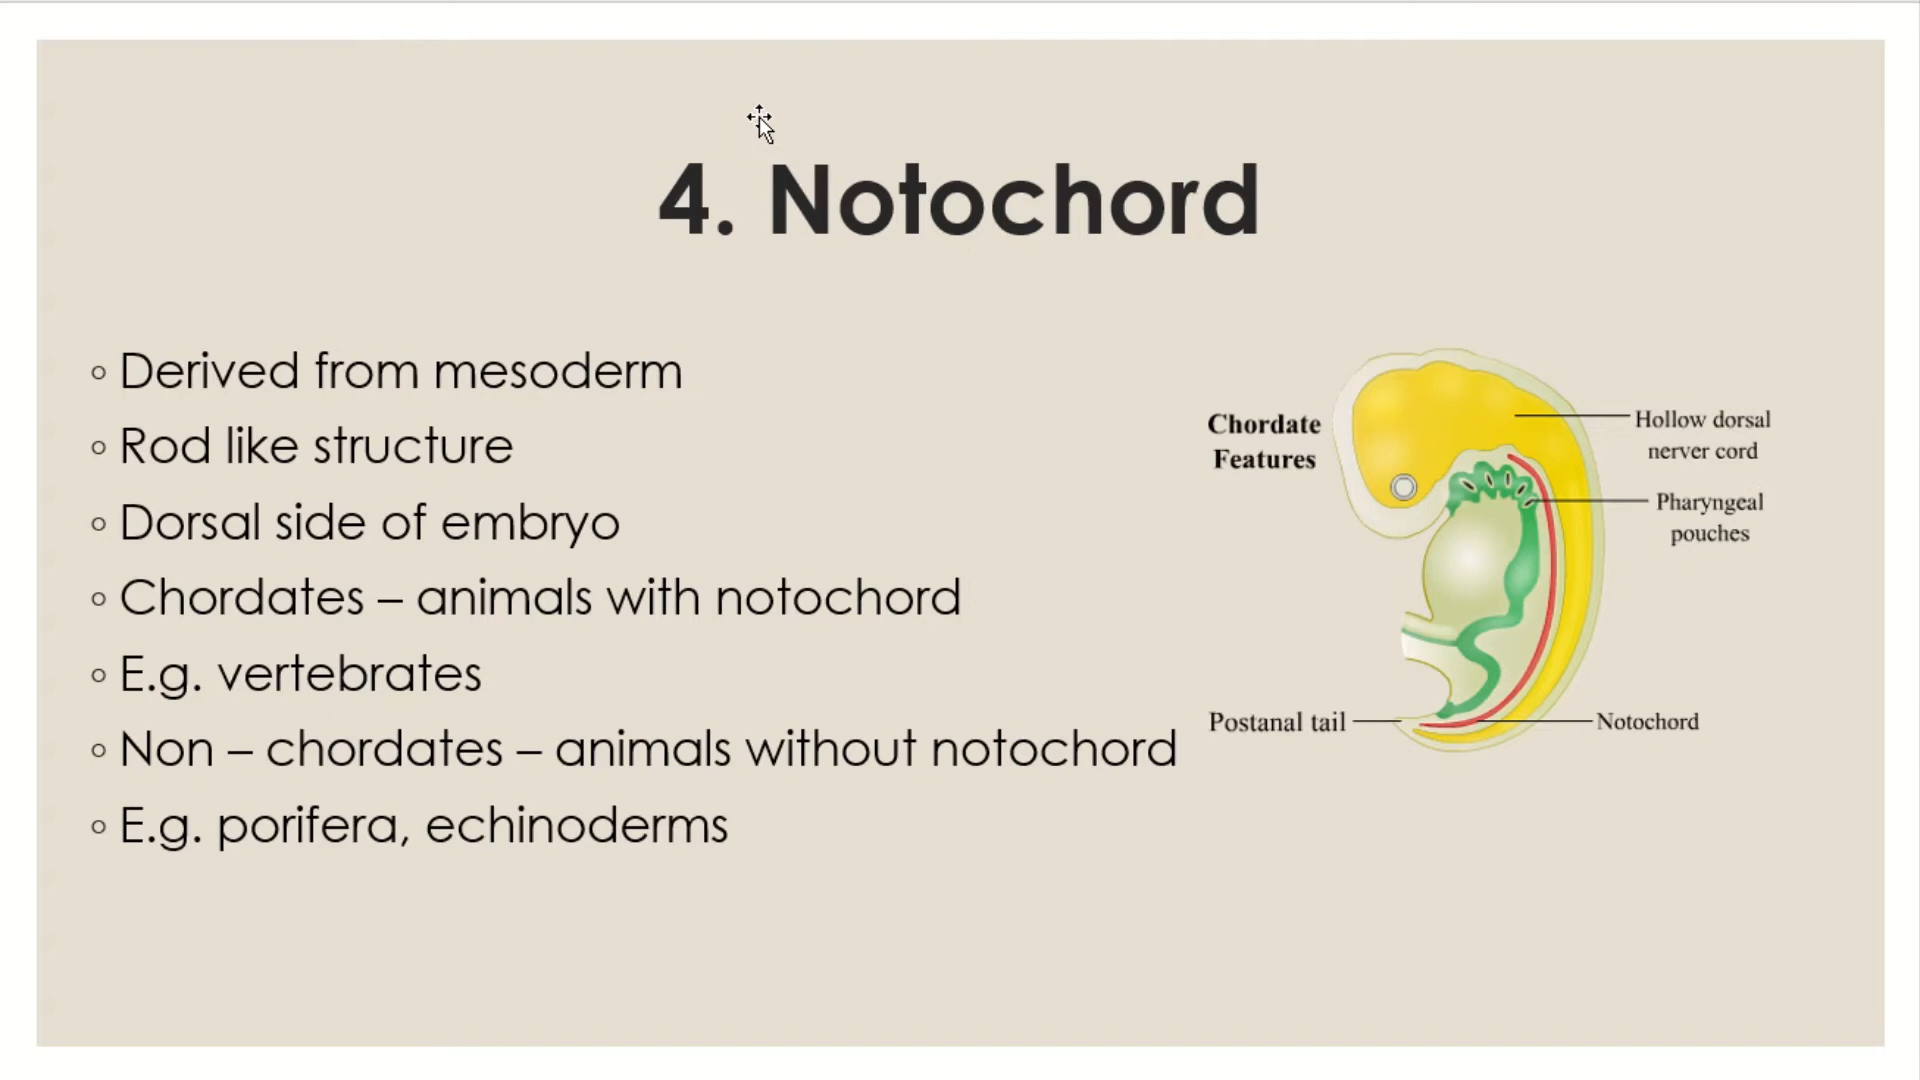 4. Notochord
◦ Derived from mesoderm
◦ Rod like structure
◦ Dorsal side of embryo
◦ Chordates – animals with notochord
◦ E.g. vertebrates
◦ Non – chordates – animals without notochord
◦ E.g. porifera, echinoderms
Chordate
Features
Hollow dorsal
nerver cord
Pharyngeal
pouches
Postanal tail
Notochord